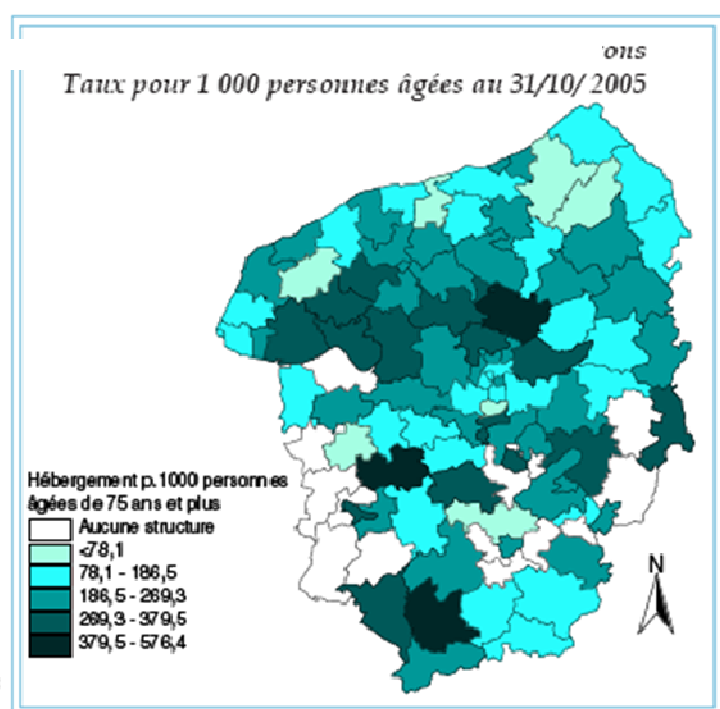 ons
Taux pour 1 000 personnes âgées au 31/10/ 2005
Hébergement p.1000 personnes
âgées de 75 ans et plus
Aucune structure
<78,1
78,1 - 186,5
186,5 - 269,3
269,3 - 379,5
379,5 - 576,4
N